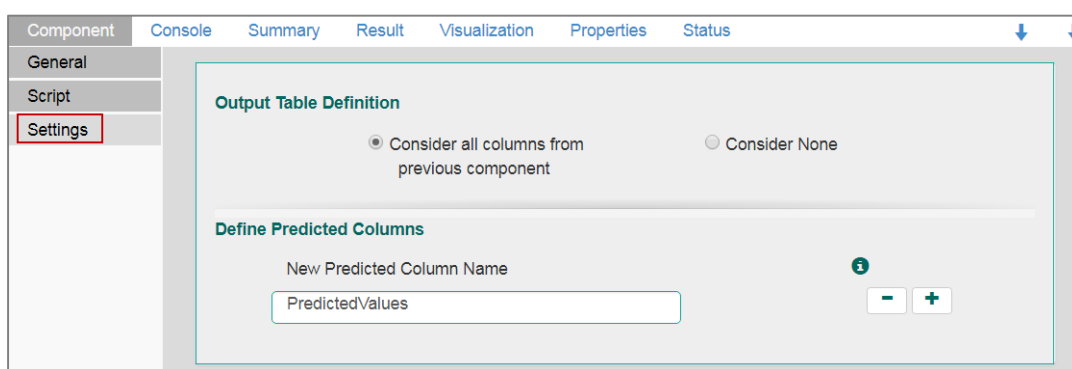 Component Console Summary Result Visualization Properties Status
General
Script
Settings
Output Table Definition
Consider all columns from previous component
Consider None
Define Predicted Columns
New Predicted Column Name
PredictedValues